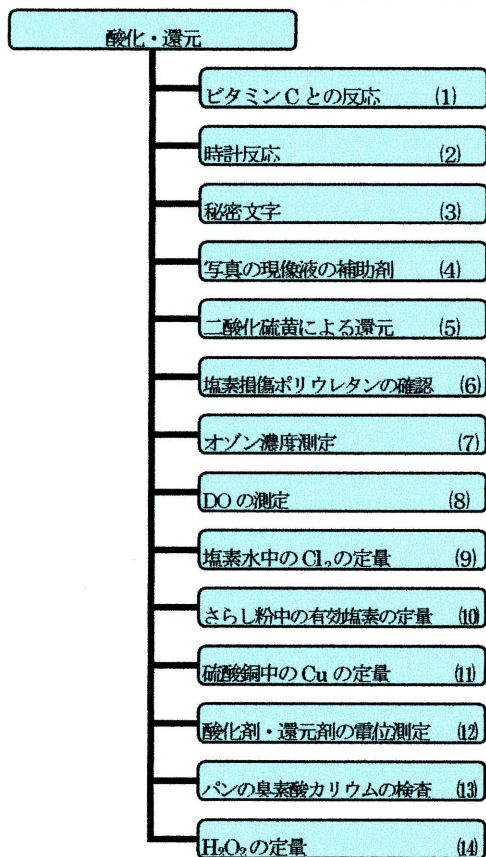 酸化・還元
ビタミンCとの反応 (1)
時計反応 (2)
秘密文字 (3)
写真の現像液の補助剤 (4)
二酸化硫黄による還元 (5)
塩素損傷ポリウレタンの確認 (6)
オゾン濃度測定 (7)
DOの測定 (8)
塩素水中のCl₂の定量 (9)
さらし粉中の有効塩素の定量 (10)
硫酸銅中のCuの定量 (11)
酸化剤・還元剤の電位測定 (12)
パンの臭素酸カリウムの検査 (13)
H₂O₂の定量 (14)